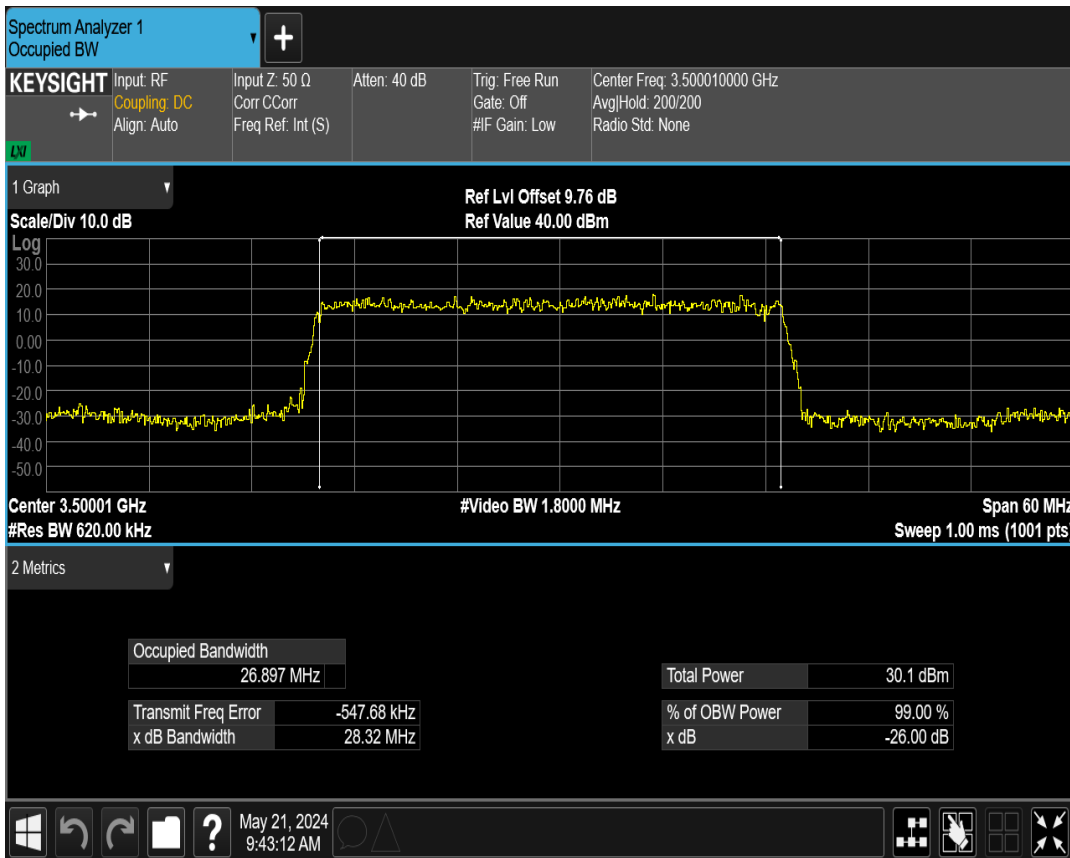 Spectrum Analyzer 1
Occupied BW
KEYSIGHT
Input: RF
Coupling: DC
Align: Auto
Input Z: 50 Ω
Corr CCorr
Freq Ref: Int (S)
Atten: 40 dB
Trig: Free Run
Gate: Off
#IF Gain: Low
Center Freq: 3.500010000 GHz
Avg|Hold: 200/200
Radio Std: None
LXI
1 Graph
Scale/Div 10.0 dB
Ref Lvl Offset 9.76 dB
Ref Value 40.00 dBm
Log
30.0
20.0
10.0
0.00
-10.0
-20.0
-30.0
-40.0
-50.0
Center 3.50001 GHz
#Res BW 620.00 kHz
#Video BW 1.8000 MHz
Span 60 MHz
Sweep 1.00 ms (1001 pts)
2 Metrics
Occupied Bandwidth
26.897 MHz
Transmit Freq Error -547.68 kHz
x dB Bandwidth 28.32 MHz
Total Power 30.1 dBm
% of OBW Power 99.00 %
x dB -26.00 dB
?
May 21, 2024
9:43:12 AM